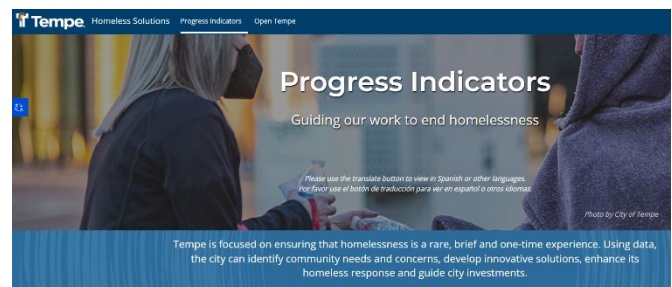 Tempe Homeless Solutions Progress Indicators Open Tempe
Progress Indicators
Guiding our work to end homelessness
Please use the translate button to view in Spanish or other languages.
Por favor use el botón de traducción para ver en español o otros idiomas.
Photo by City of Tempe
Tempe is focused on ensuring that homelessness is a rare, brief and one-time experience. Using data,
the city can identify community needs and concerns, develop innovative solutions, enhance its
homeless response and guide city investments.